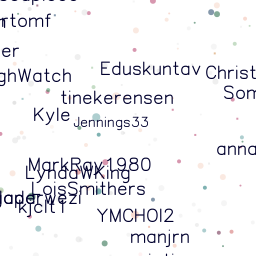 rtomf
er
ghWatch
Eduskuntav
Christ
Som
tinekerensen
Kyle
Jennings33
anna
MarkRay1980
LyndaWKing
LoisSmithers
kjclt1
YMCHOI2
manjrn